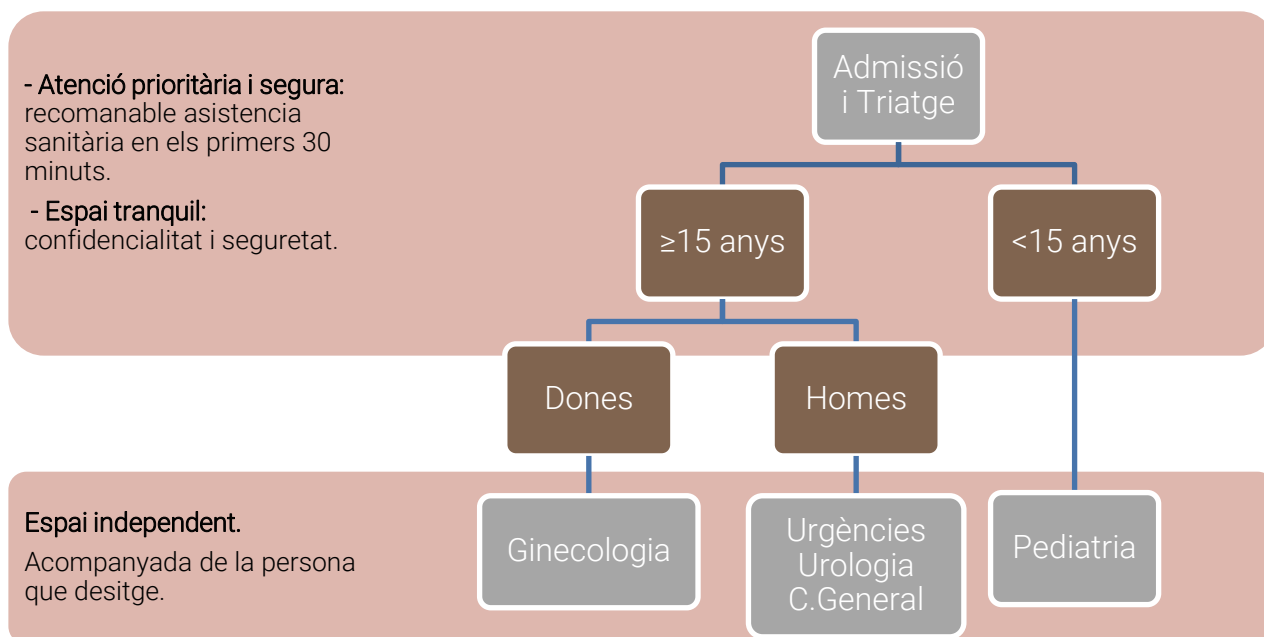 - Atenció prioritària i segura:
recomanable asistencia
sanitària en els primers 30
minuts.
- Espai tranquil:
confidencialitat i seguretat.
Admissió
i Triatge
≥15 anys
<15 anys
Dones
Homes
Espai independent.
Acompanyada de la persona
que desitge.
Ginecologia
Urgències
Urologia
C.General
Pediatria